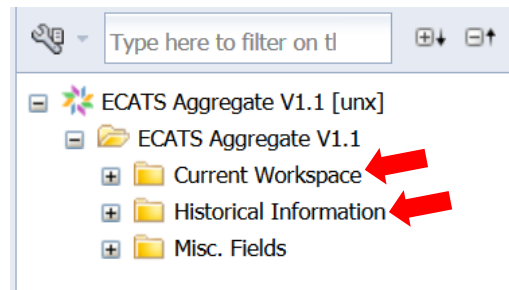 Type here to filter on tl
ECATS Aggregate V1.1 [unx]
ECATS Aggregate V1.1
Current Workspace
Historical Information
Misc. Fields